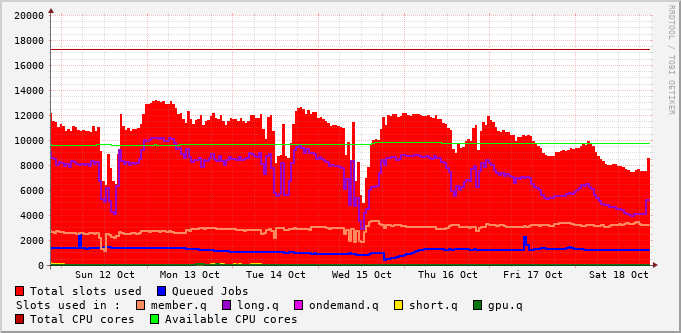 RRDTOOL / TOBI OETIKER
20000
18000
16000
14000
12000
10000
8000
6000
4000
2000
0
Sun 12 Oct Mon 13 Oct Tue 14 Oct Wed 15 Oct Thu 16 Oct Fri 17 Oct Sat 18 Oct
Total slots used Queued Jobs
Slots used in : member.q long.q ondemand.q short.q gpu.q
Total CPU cores Available CPU cores